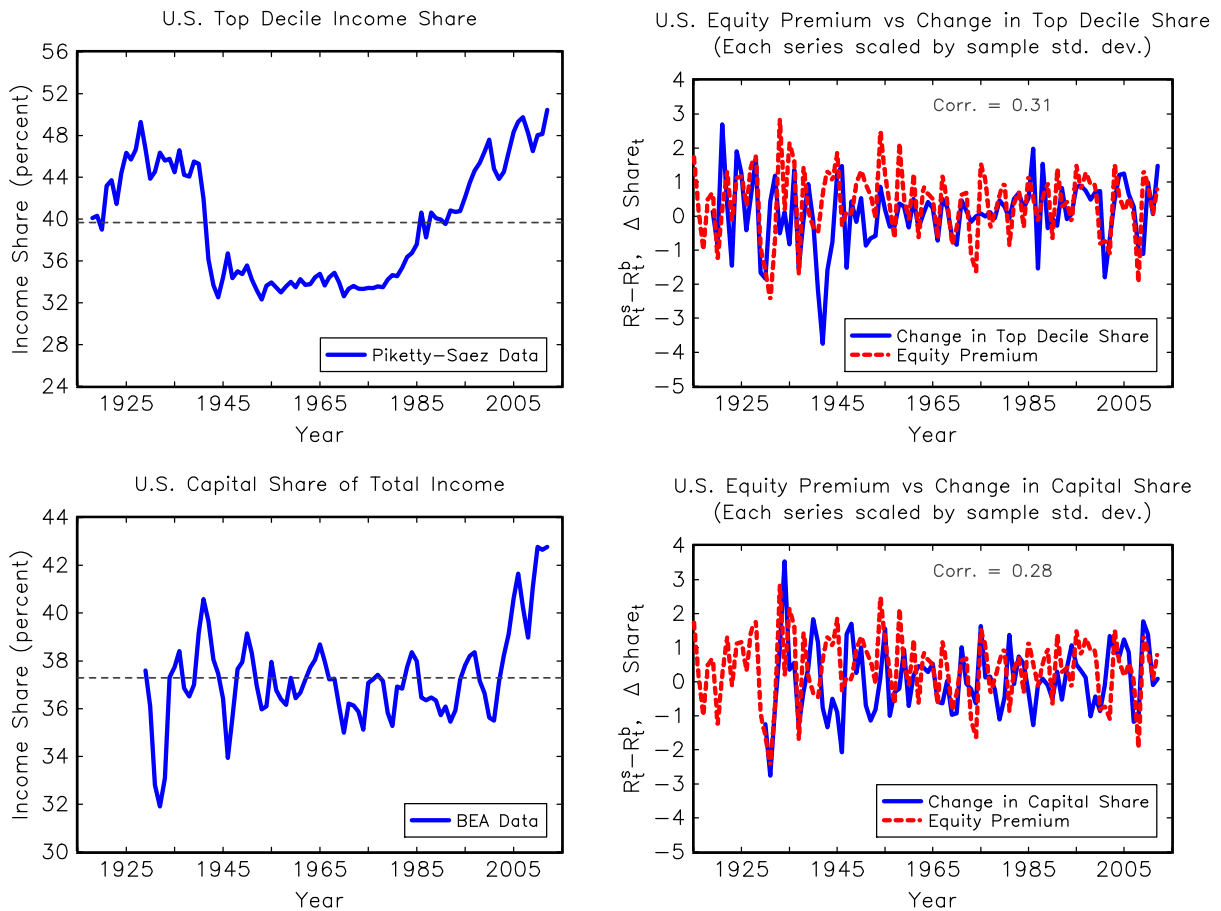 U.S. Top Decile Income Share
Income Share (percent)
56
52
48
44
40
36
32
28
24
Piketty-Saez Data
1925 1945 1965 1985 2005
Year
U.S. Equity Premium vs Change in Top Decile Share
(Each series scaled by sample std. dev.)
R_t^s-R_t^b, Δ Share_t
4
3
2
1
0
-1
-2
-3
-4
-5
Corr. = 0.31
Change in Top Decile Share
Equity Premium
1925 1945 1965 1985 2005
Year
U.S. Capital Share of Total Income
Income Share (percent)
44
42
40
38
36
34
32
30
BEA Data
1925 1945 1965 1985 2005
Year
U.S. Equity Premium vs Change in Capital Share
(Each series scaled by sample std. dev.)
R_t^s-R_t^b, Δ Share_t
4
3
2
1
0
-1
-2
-3
-4
-5
Corr. = 0.28
Change in Capital Share
Equity Premium
1925 1945 1965 1985 2005
Year